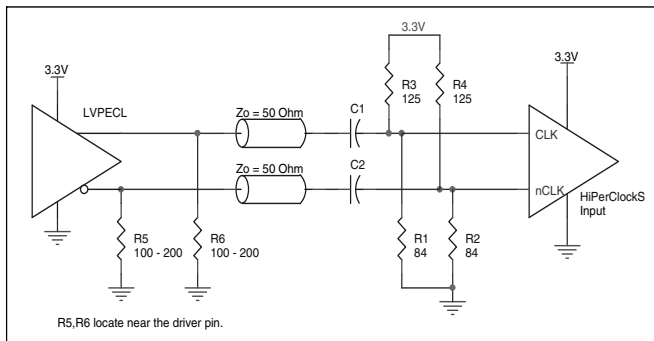 3.3V
3.3V
3.3V
LVPECL
Zo = 50 Ohm
C1
R3
125
R4
125
CLK
Zo = 50 Ohm
C2
nCLK
HiPerClockS
Input
R5
100 - 200
R6
100 - 200
R1
84
R2
84
R5,R6 locate near the driver pin.